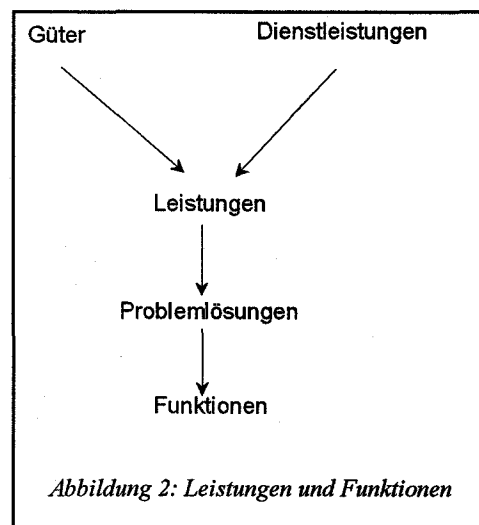 Güter Dienstleistungen
Leistungen
Problemlösungen
Funktionen
Abbildung 2: Leistungen und Funktionen